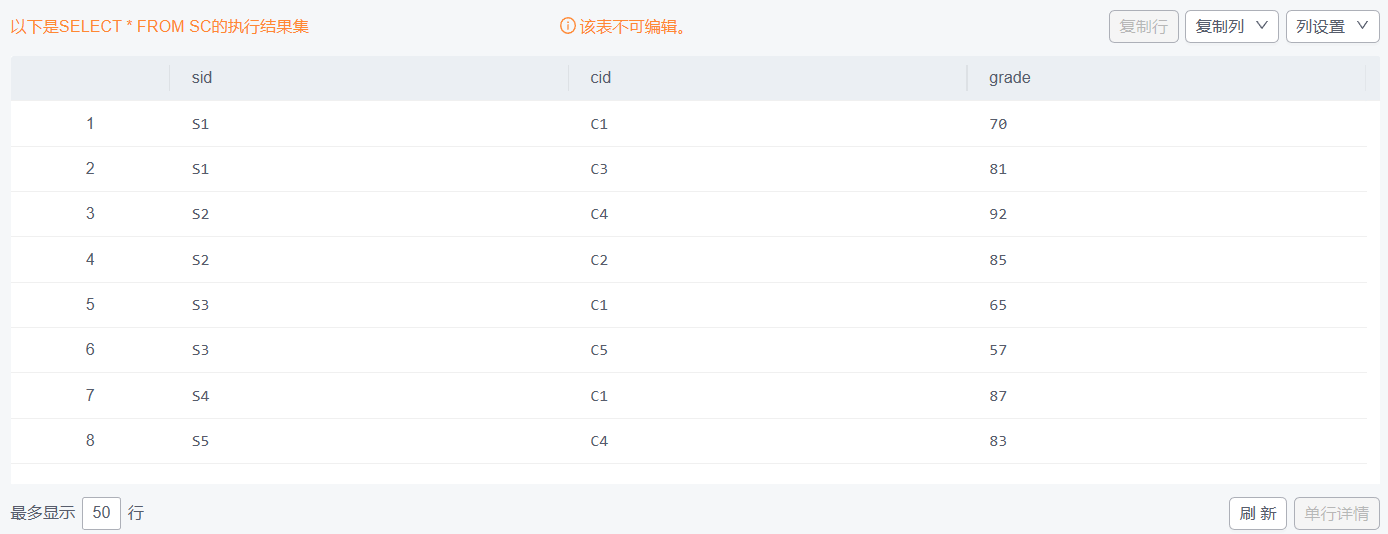 以下是SELECT * FROM SC的执行结果集 该表不可编辑。 复制行 复制列 列设置
sid cid grade
1 S1 C1 70
2 S1 C3 81
3 S2 C4 92
4 S2 C2 85
5 S3 C1 65
6 S3 C5 57
7 S4 C1 87
8 S5 C4 83
最多显示 50 行 刷新 单行详情